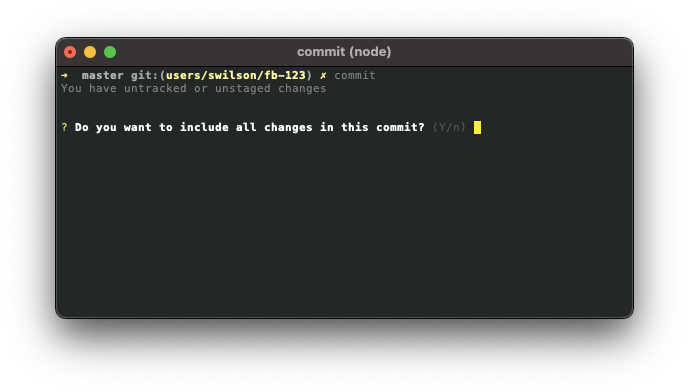 commit (node)
➜ master git:(users/swilson/fb-123) ✗ commit
You have untracked or unstaged changes
? Do you want to include all changes in this commit? (Y/n)